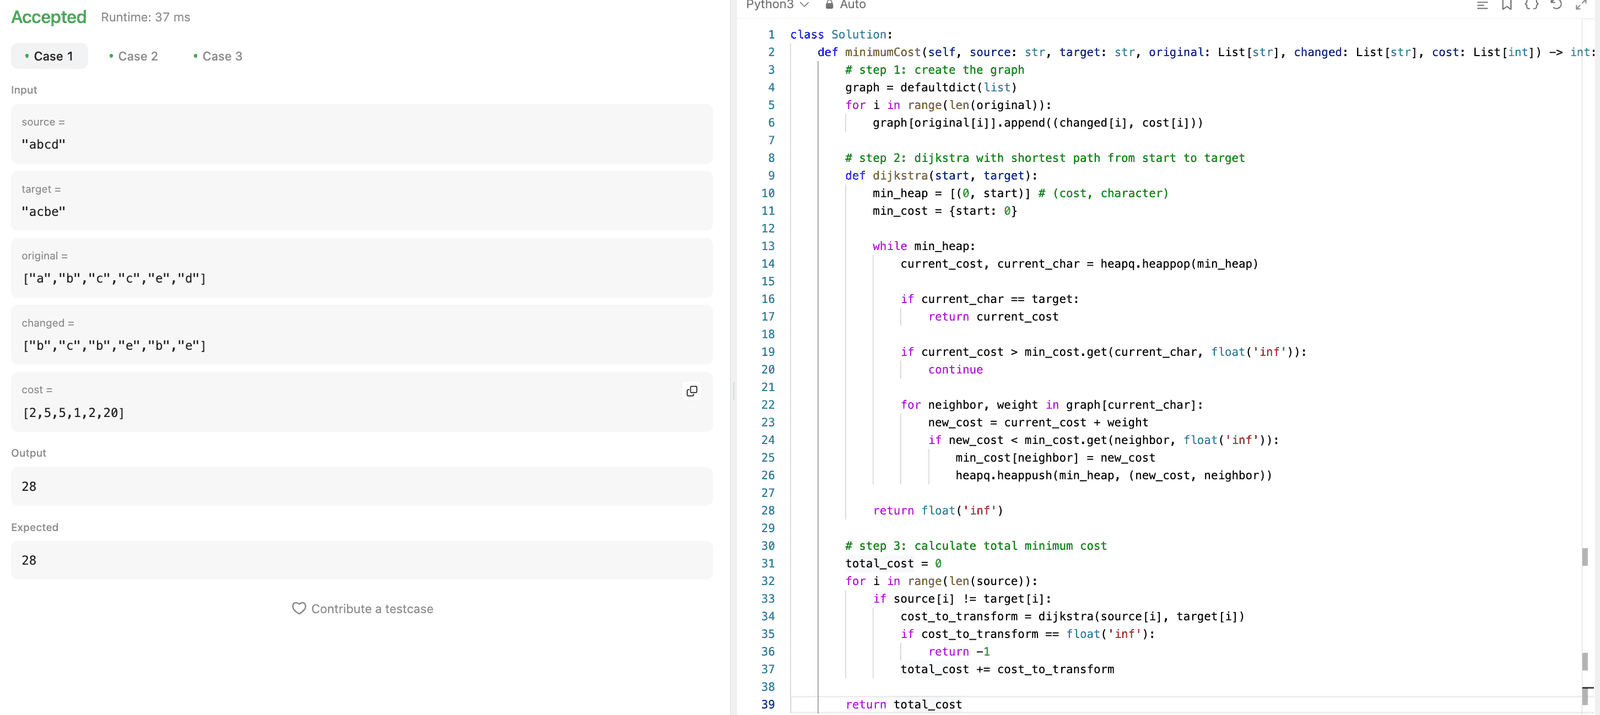 Accepted Runtime: 37 ms
Case 1 Case 2 Case 3
Input
source =
"abcd"
target =
"acbe"
original =
["a","b","c","c","e","d"]
changed =
["b","c","b","e","b","e"]
cost =
[2,5,5,1,2,20]
Output
28
Expected
28
Contribute a testcase
Python3 Auto
1 class Solution:
2     def minimumCost(self, source: str, target: str, original: List[str], changed: List[str], cost: List[int]) -> int:
3         # step 1: create the graph
4         graph = defaultdict(list)
5         for i in range(len(original)):
6             graph[original[i]].append((changed[i], cost[i]))
7
8         # step 2: dijkstra with shortest path from start to target
9         def dijkstra(start, target):
10             min_heap = [(0, start)] # (cost, character)
11             min_cost = {start: 0}
12
13             while min_heap:
14                 current_cost, current_char = heapq.heappop(min_heap)
15
16                 if current_char == target:
17                     return current_cost
18
19                 if current_cost > min_cost.get(current_char, float('inf')):
20                     continue
21
22                 for neighbor, weight in graph[current_char]:
23                     new_cost = current_cost + weight
24                     if new_cost < min_cost.get(neighbor, float('inf')):
25                         min_cost[neighbor] = new_cost
26                         heapq.heappush(min_heap, (new_cost, neighbor))
27
28             return float('inf')
29
30         # step 3: calculate total minimum cost
31         total_cost = 0
32         for i in range(len(source)):
33             if source[i] != target[i]:
34                 cost_to_transform = dijkstra(source[i], target[i])
35                 if cost_to_transform == float('inf'):
36                     return -1
37                 total_cost += cost_to_transform
38
39         return total_cost